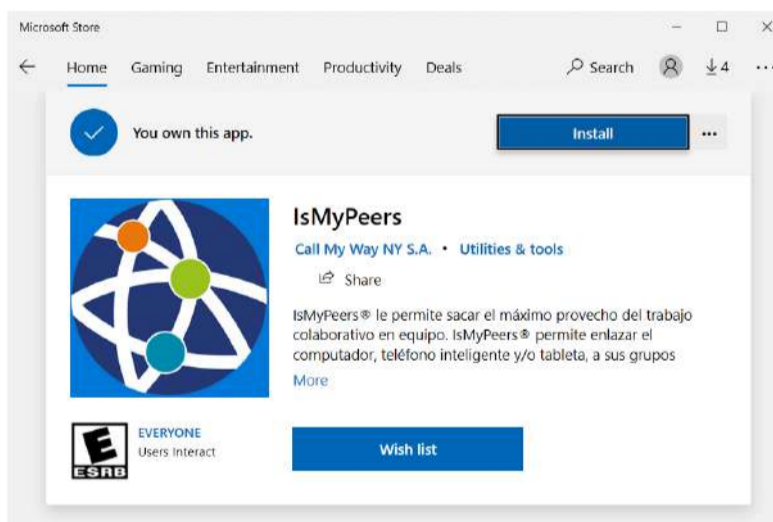 Microsoft Store
Home Gaming Entertainment Productivity Deals Search 4
You own this app. Install
IsMyPeers
Call My Way NY S.A. • Utilities & tools
Share
IsMyPeers® le permite sacar el máximo provecho del trabajo
colaborativo en equipo. IsMyPeers® permite enlazar el
computador, teléfono inteligente y/o tableta, a sus grupos
More
E
ESRB
EVERYONE
Users Interact
Wish list